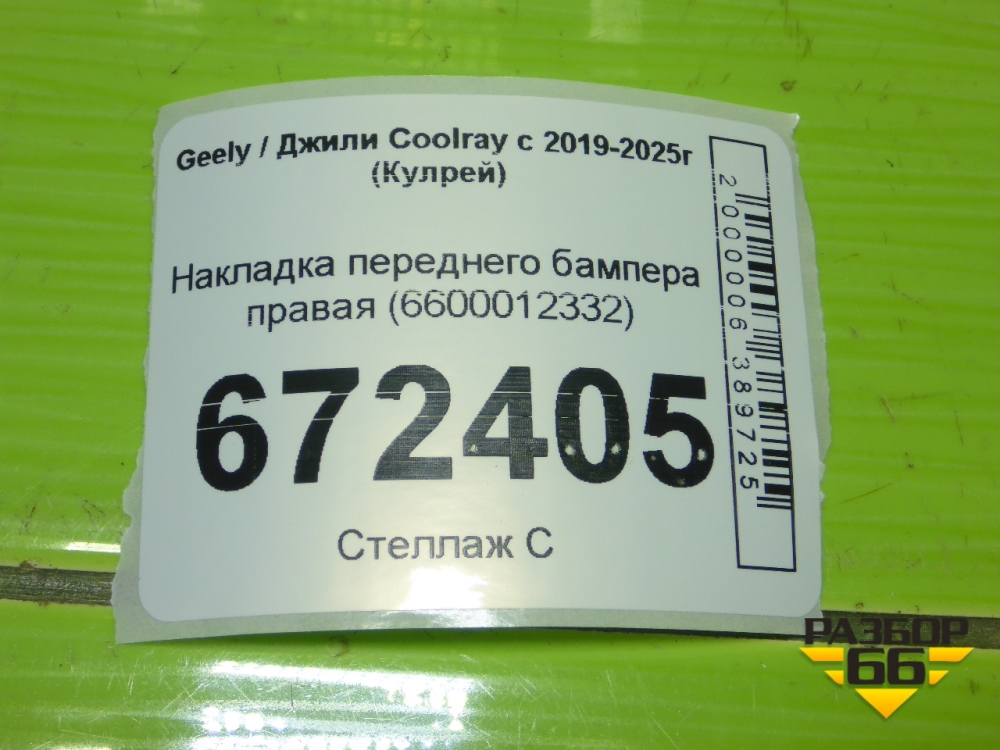 Geely / Джили Coolray с 2019-2025г
(Кулрей)
Накладка переднего бампера
правая (6600012332)
672405
Стеллаж С
2000006389725
РАЗБОР
66